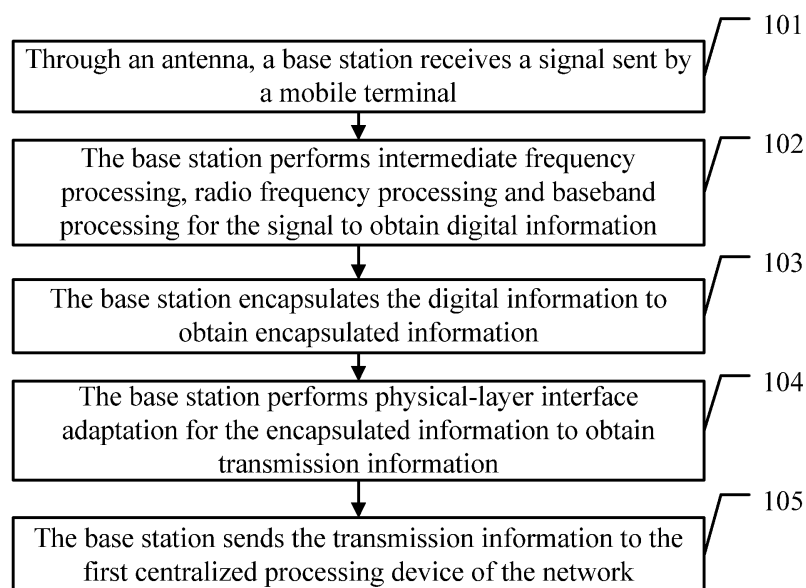 101
Through an antenna, a base station receives a signal sent by
a mobile terminal
102
The base station performs intermediate frequency
processing, radio frequency processing and baseband
processing for the signal to obtain digital information
103
The base station encapsulates the digital information to
obtain encapsulated information
104
The base station performs physical-layer interface
adaptation for the encapsulated information to obtain
transmission information
105
The base station sends the transmission information to the
first centralized processing device of the network